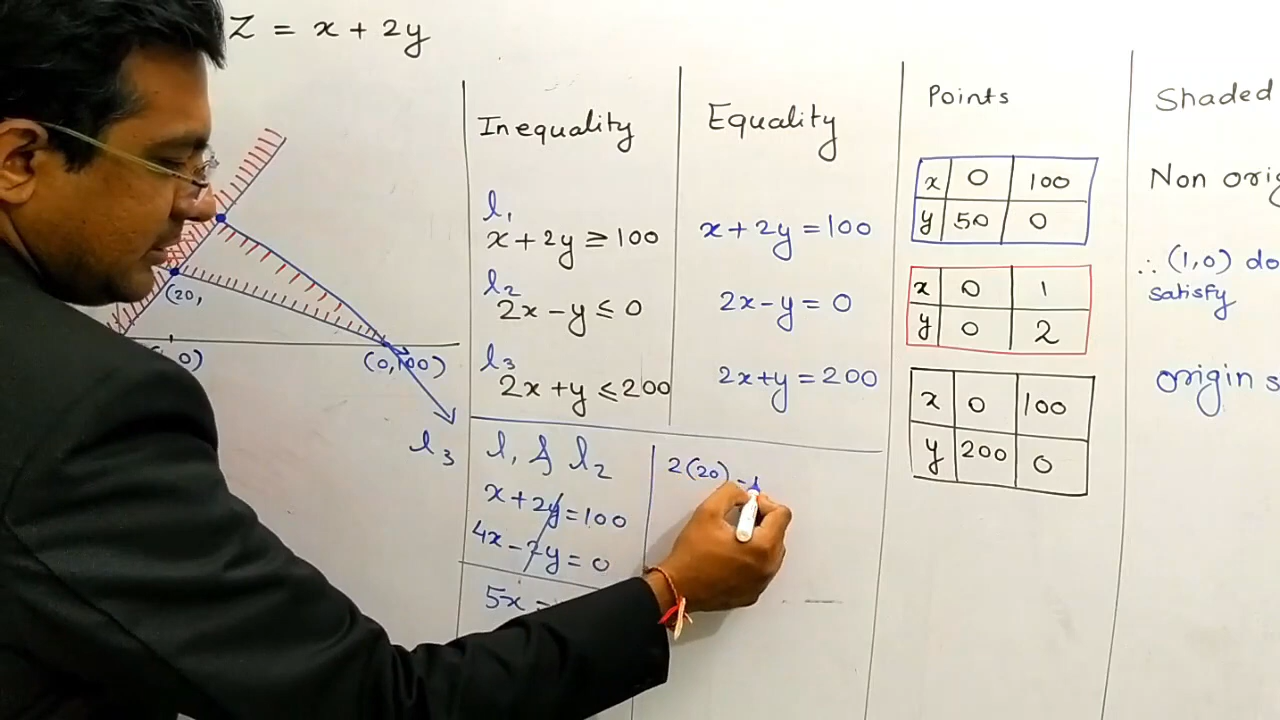 Z = x + 2y
Inequality
Equality
Points
Shaded
l₁
x + 2y ≥ 100
x + 2y = 100
x 0 100
y 50 0
Non orig
l₂
2x - y ≤ 0
2x - y = 0
x 0 1
y 0 2
∴ (1,0) do
satisfy
l₃
2x + y ≤ 200
2x + y = 200
x 0 100
y 200 0
origin s
(20,
0)
(0,100)
l₃
l₁ & l₂
x + 2y = 100
4x - 2y = 0
5x =
2(20) -